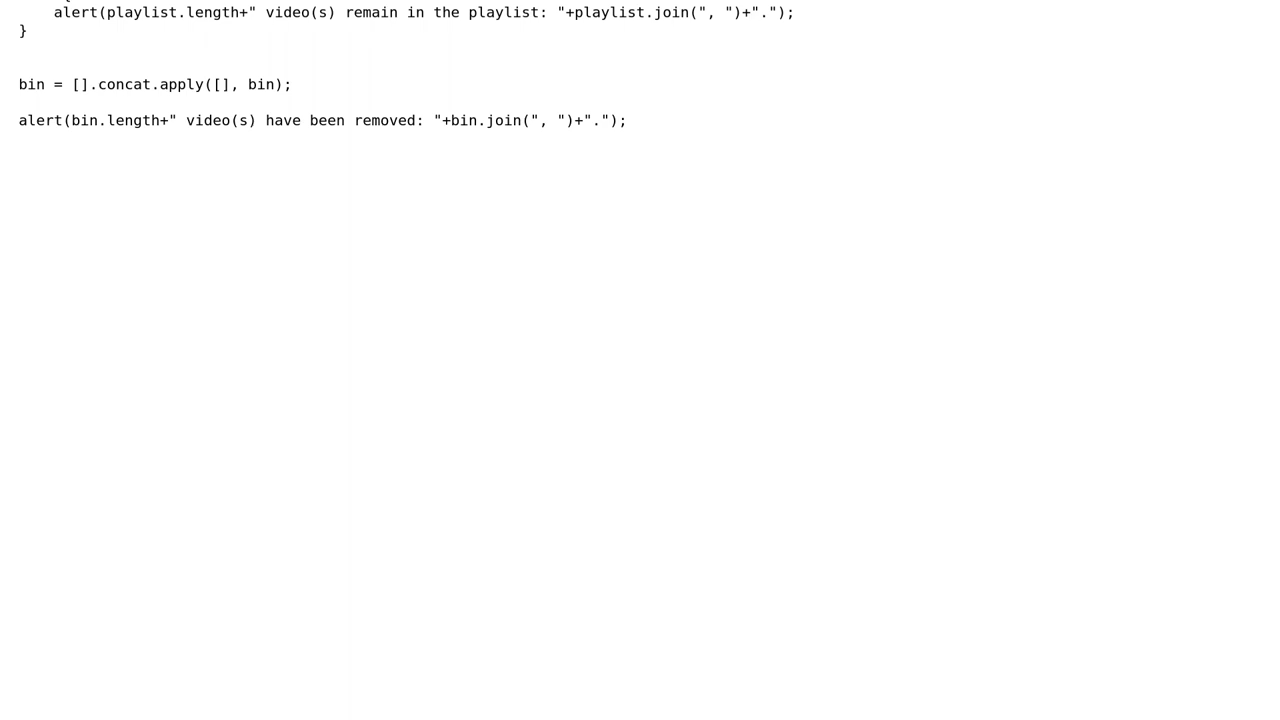 alert(playlist.length+" video(s) remain in the playlist: "+playlist.join(", ")+".");
}
bin = [].concat.apply([], bin);
alert(bin.length+" video(s) have been removed: "+bin.join(", ")+".");